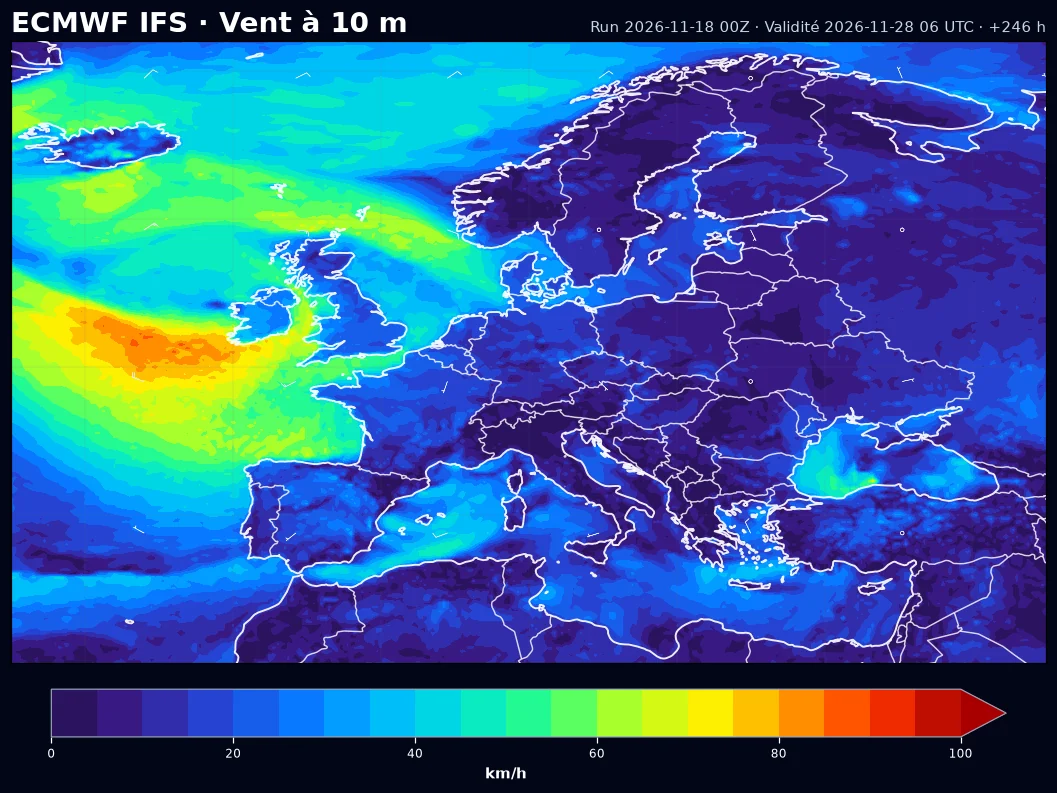 ECMWF IFS · Vent à 10 m
Run 2026-11-18 00Z · Validité 2026-11-28 06 UTC · +246 h
0 20 40 60 80 100
km/h